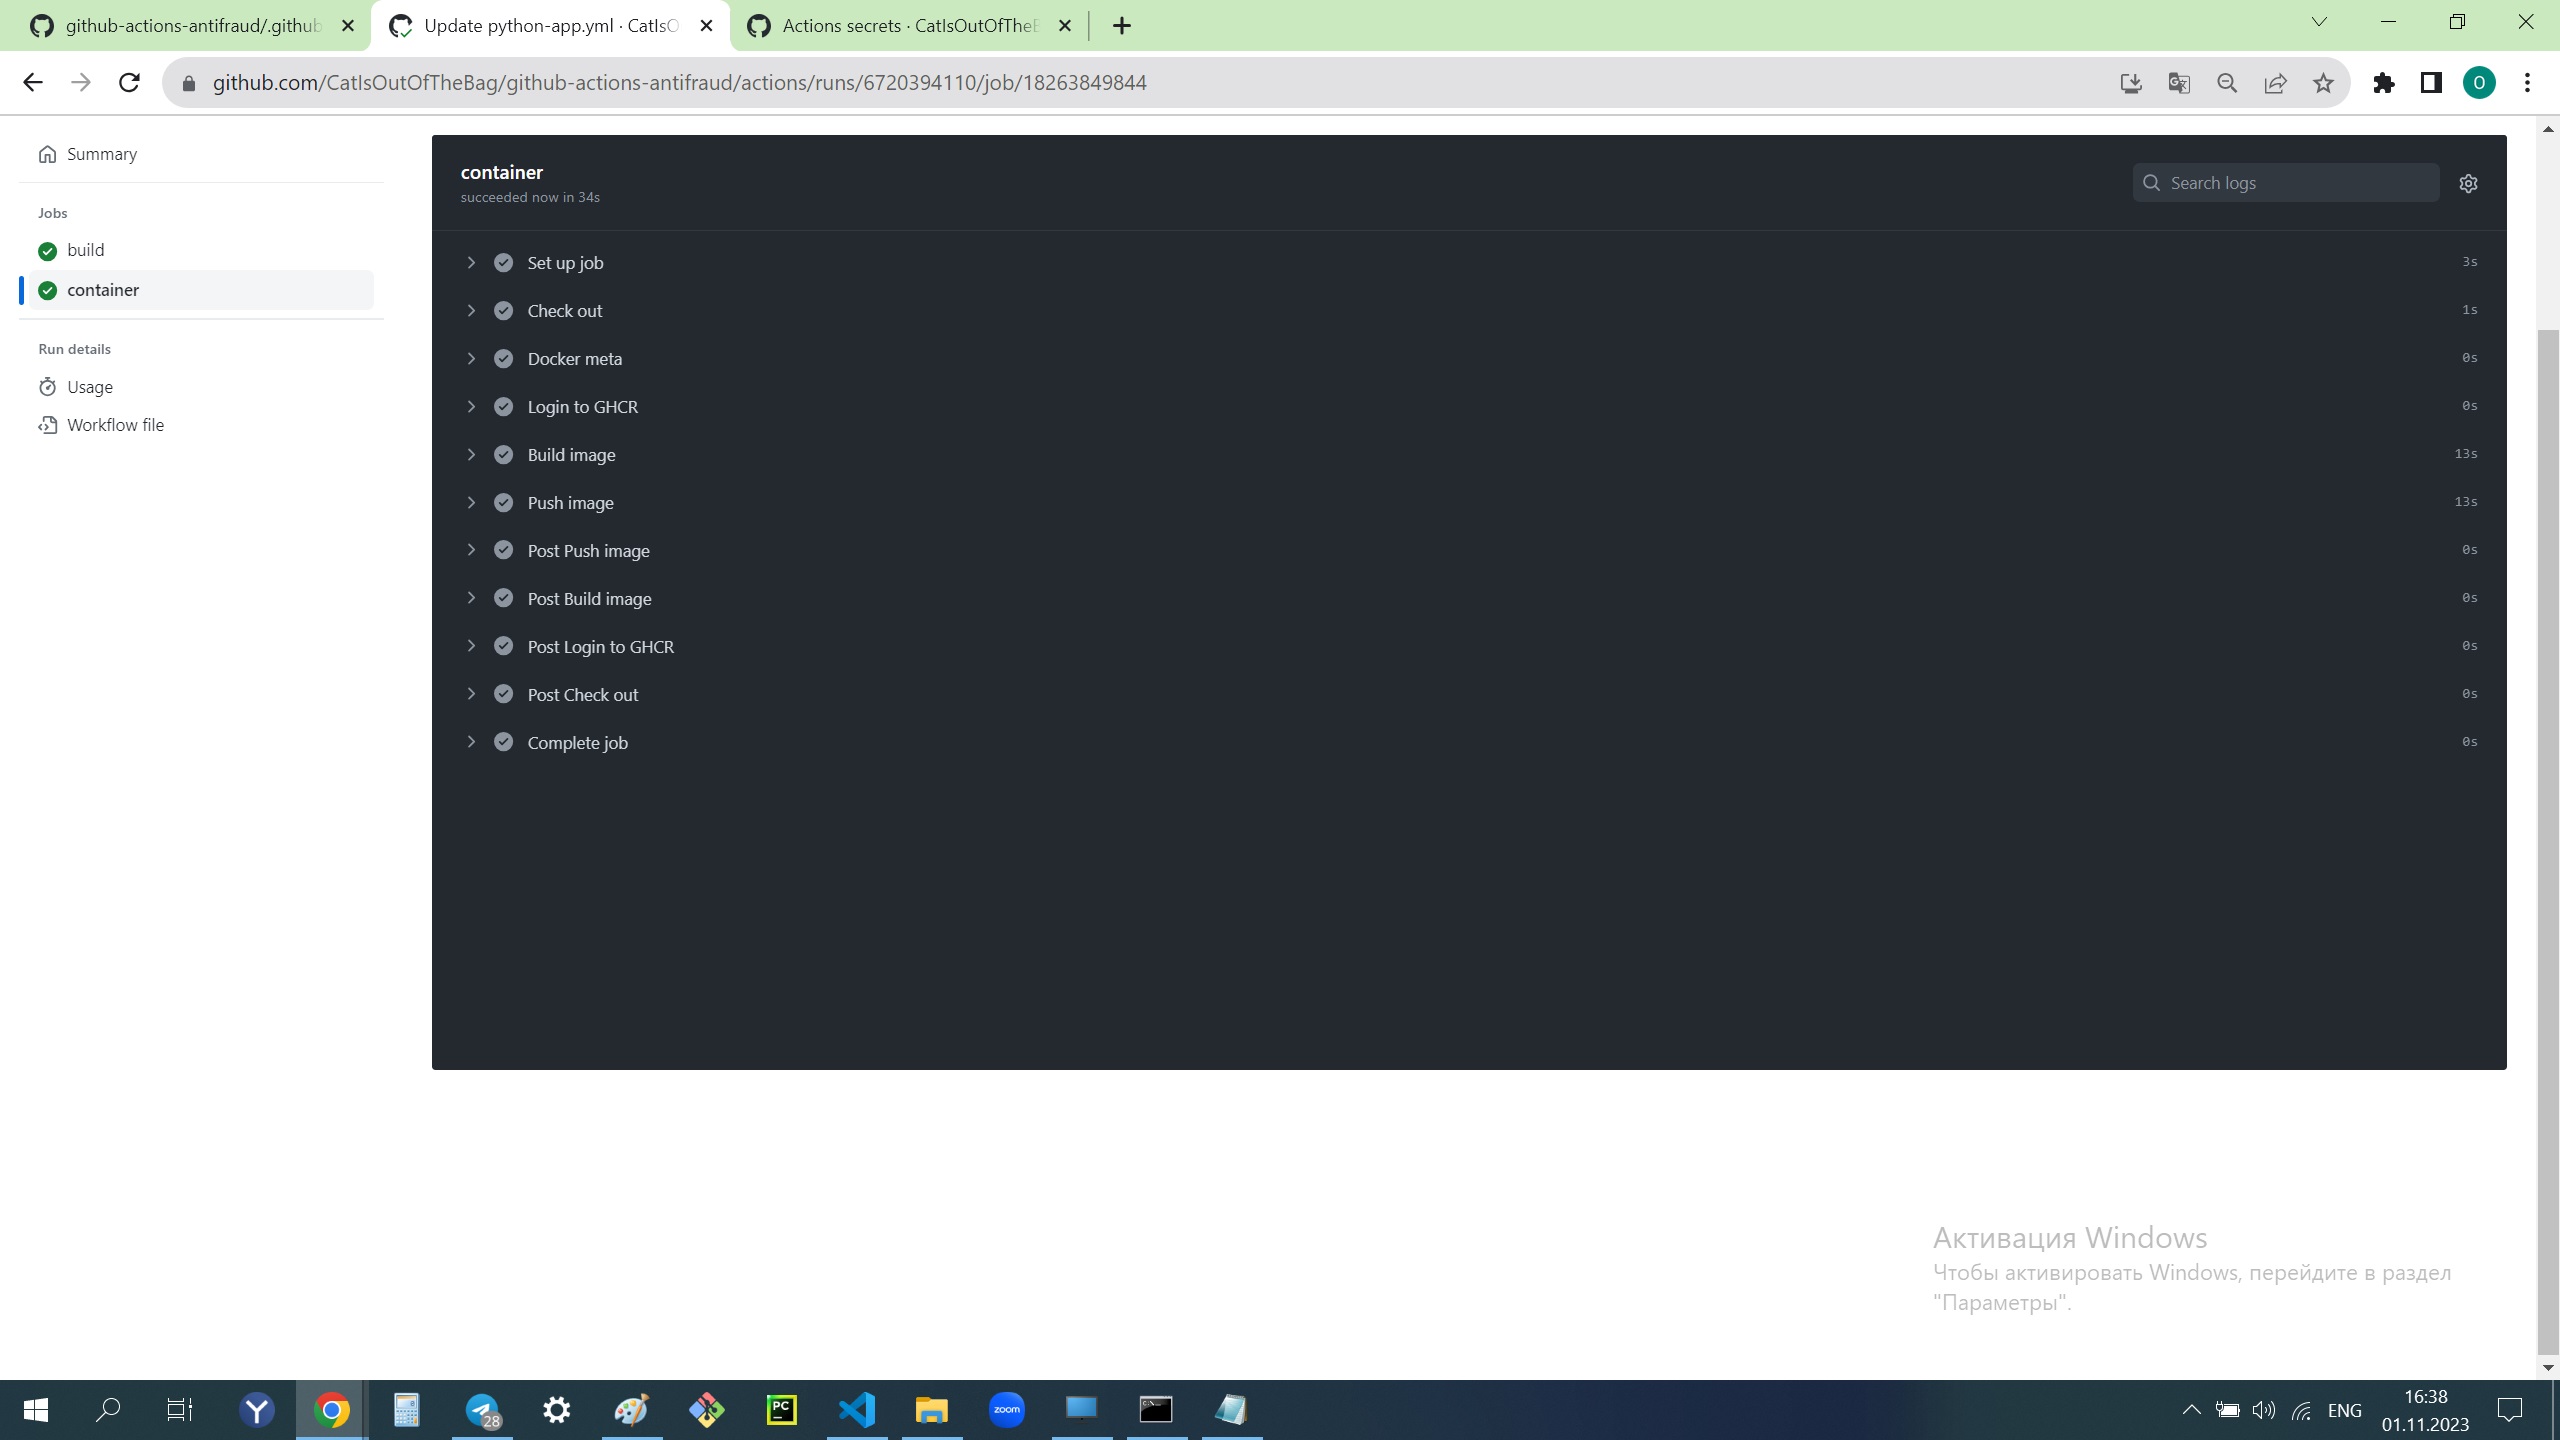 github-actions-antifraud/.github
Update python-app.yml · CatIsO
Actions secrets · CatIsOutOfTheB
github.com/CatIsOutOfTheBag/github-actions-antifraud/actions/runs/6720394110/job/18263849844
O
Summary
Jobs
build
container
Run details
Usage
Workflow file
container
succeeded now in 34s
Search logs
Set up job 3s
Check out 1s
Docker meta 0s
Login to GHCR 0s
Build image 13s
Push image 13s
Post Push image 0s
Post Build image 0s
Post Login to GHCR 0s
Post Check out 0s
Complete job 0s
Активация Windows
Чтобы активировать Windows, перейдите в раздел
"Параметры".
Y
28
PC
zoom
ENG
16:38
01.11.2023